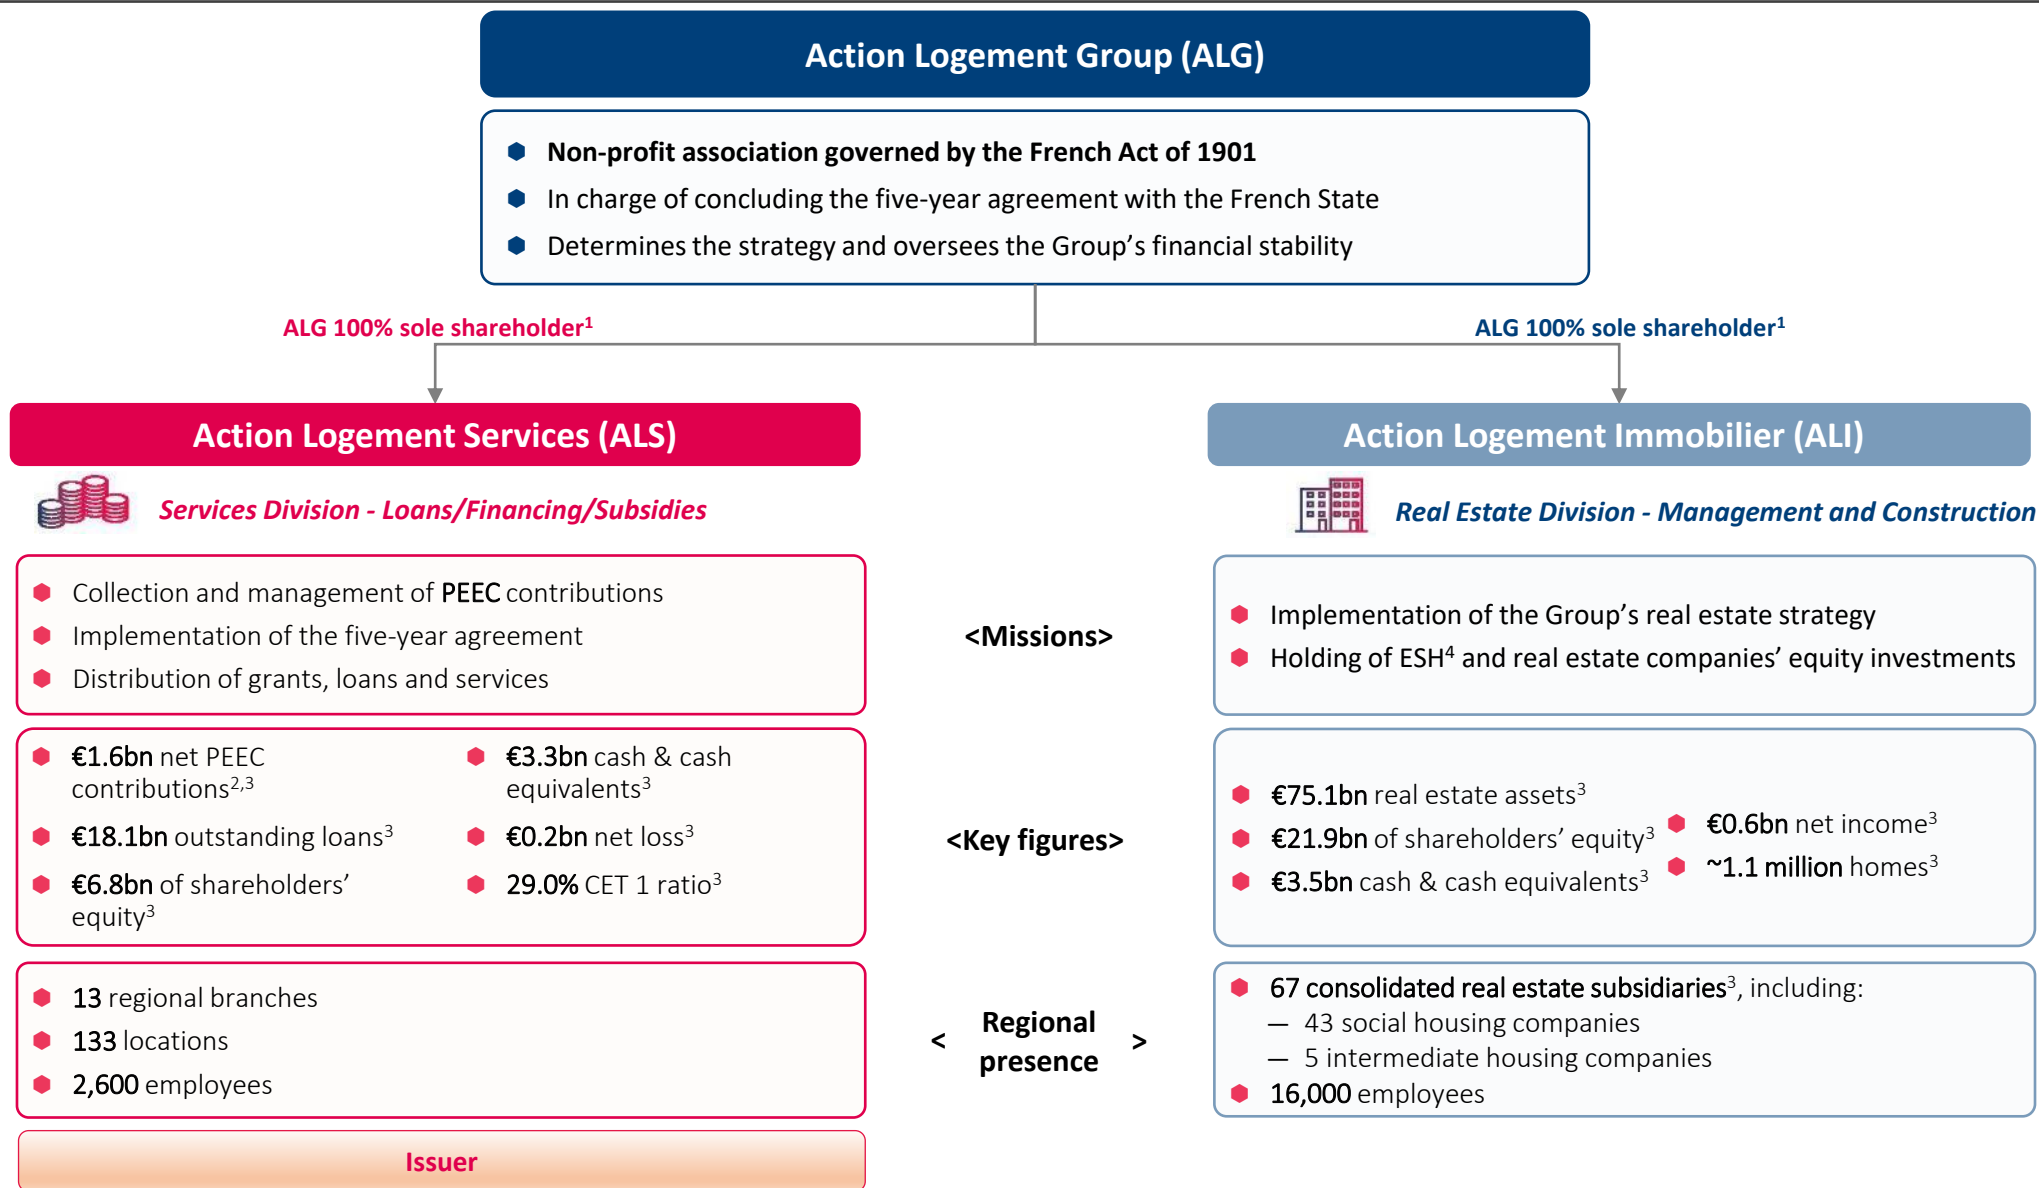 Action Logement Group (ALG)
Non-profit association governed by the French Act of 1901
In charge of concluding the five-year agreement with the French State
Determines the strategy and oversees the Group’s financial stability
ALG 100% sole shareholder¹
ALG 100% sole shareholder¹
Action Logement Services (ALS)
Services Division - Loans/Financing/Subsidies
Collection and management of PEEC contributions
Implementation of the five-year agreement
Distribution of grants, loans and services
Action Logement Immobilier (ALI)
Real Estate Division - Management and Construction
<Missions>
Implementation of the Group’s real estate strategy
Holding of ESH⁴ and real estate companies’ equity investments
€1.6bn net PEEC
contributions²,³
€18.1bn outstanding loans³
€6.8bn of shareholders’
equity³
€3.3bn cash & cash
equivalents³
€0.2bn net loss³
29.0% CET 1 ratio³
<Key figures>
€75.1bn real estate assets³
€21.9bn of shareholders’ equity³
€3.5bn cash & cash equivalents³
€0.6bn net income³
~1.1 million homes³
13 regional branches
133 locations
2,600 employees
< Regional
presence >
67 consolidated real estate subsidiaries³, including:
— 43 social housing companies
— 5 intermediate housing companies
16,000 employees
Issuer